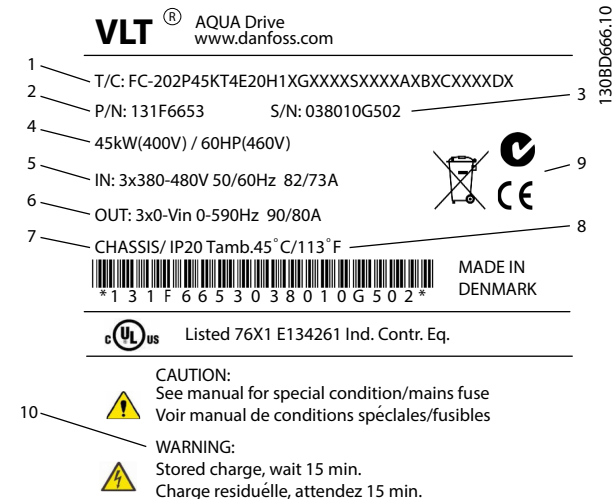 VLT ® AQUA Drive
www.danfoss.com
130BD666.10
1
T/C: FC-202P45KT4E20H1XGXXXXSXXXXAXBXCXXXXDX
2
P/N: 131F6653 S/N: 038010G502
3
4
45kW(400V) / 60HP(460V)
5
IN: 3x380-480V 50/60Hz 82/73A
9
CE
6
OUT: 3x0-Vin 0-590Hz 90/80A
7
CHASSIS/ IP20 Tamb.45˚C/113˚F
8
*131F6653038010G502*
MADE IN
DENMARK
c UL us Listed 76X1 E134261 Ind. Contr. Eq.
CAUTION:
See manual for special condition/mains fuse
Voir manual de conditions spéclales/fusibles
10
WARNING:
Stored charge, wait 15 min.
Charge residuélle, attendez 15 min.